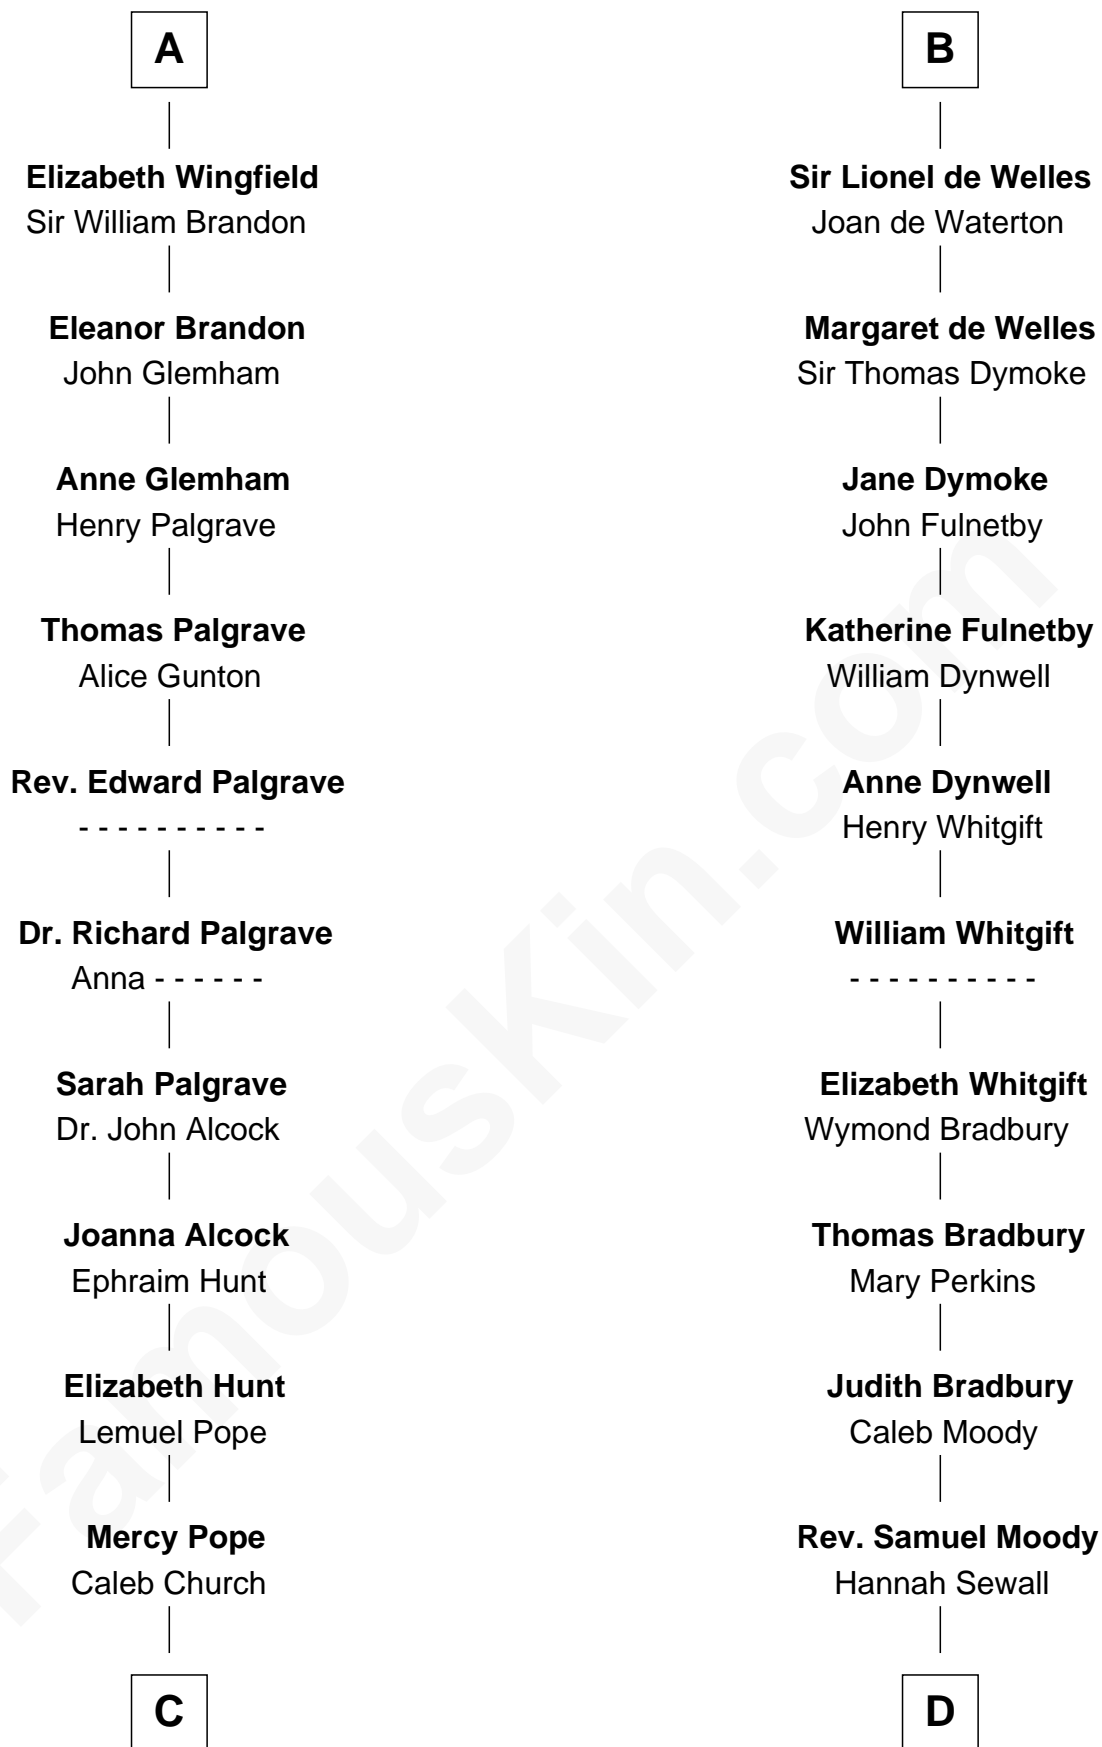 A
Elizabeth Wingfield
Sir William Brandon
Eleanor Brandon
John Glemham
Anne Glemham
Henry Palgrave
Thomas Palgrave
Alice Gunton
Rev. Edward Palgrave
- - - - - - - - - -
Dr. Richard Palgrave
Anna - - - - - -
Sarah Palgrave
Dr. John Alcock
Joanna Alcock
Ephraim Hunt
Elizabeth Hunt
Lemuel Pope
Mercy Pope
Caleb Church
C
B
Sir Lionel de Welles
Joan de Waterton
Margaret de Welles
Sir Thomas Dymoke
Jane Dymoke
John Fulnetby
Katherine Fulnetby
William Dynwell
Anne Dynwell
Henry Whitgift
William Whitgift
- - - - - - - - - -
Elizabeth Whitgift
Wymond Bradbury
Thomas Bradbury
Mary Perkins
Judith Bradbury
Caleb Moody
Rev. Samuel Moody
Hannah Sewall
D
FamousKin.com